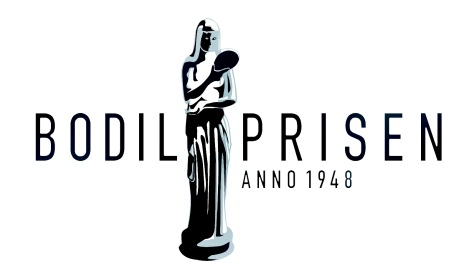 BODIL PRISEN
ANNO 1948